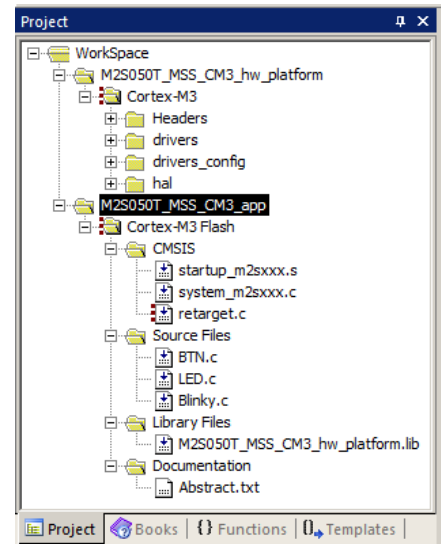 Project
WorkSpace
M2S050T_MSS_CM3_hw_platform
Cortex-M3
Headers
drivers
drivers_config
hal
M2S050T_MSS_CM3_app
Cortex-M3 Flash
CMSIS
startup_m2sxxx.s
system_m2sxxx.c
retarget.c
Source Files
BTN.c
LED.c
Blinky.c
Library Files
M2S050T_MSS_CM3_hw_platform.lib
Documentation
Abstract.txt
Project Books {} Functions 0 Templates